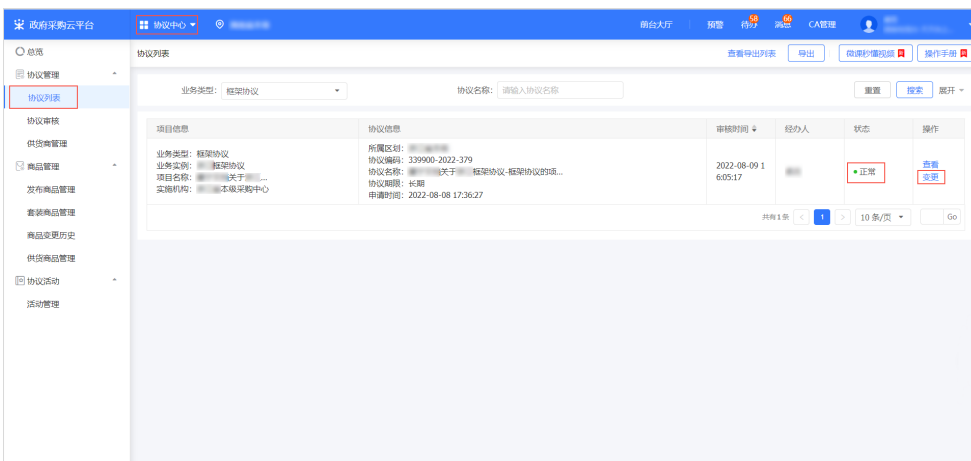 政府采购云平台
协议中心
前台大厅
预警
待办
58
消息
66
CA管理
总览
协议管理
协议列表
协议审核
供货商管理
商品管理
发布商品管理
套装商品管理
商品变更历史
供货商品管理
协议活动
活动管理
协议列表
查看导出列表
导出
微课秒懂视频
操作手册
业务类型：
框架协议
协议名称：
请输入协议名称
重置
搜索
展开
项目信息
协议信息
审核时间
经办人
状态
操作
业务类型：框架协议
业务实例：框架协议
项目名称：关于...
实施机构：本级采购中心
所属区划：
协议编码：339900-2022-379
协议名称：关于框架协议-框架协议的项...
协议期限：长期
申请时间：2022-08-08 17:36:27
2022-08-09 1
6:05:17
正常
查看
变更
共有1条
<
1
>
10 条/页
Go